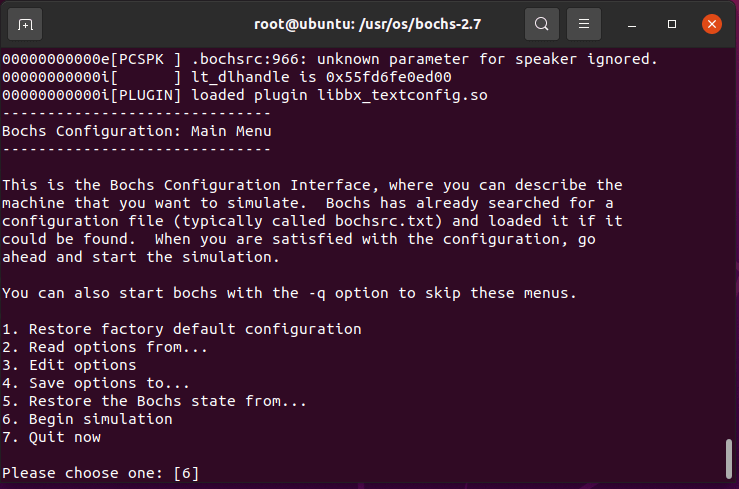 root@ubuntu: /usr/os/bochs-2.7
00000000000e[PCSPK ] .bochsrc:966: unknown parameter for speaker ignored.
00000000000i[      ] lt_dlhandle is 0x55fd6fe0ed00
00000000000i[PLUGIN] loaded plugin libbx_textconfig.so
------------------------------
Bochs Configuration: Main Menu
------------------------------
This is the Bochs Configuration Interface, where you can describe the
machine that you want to simulate.  Bochs has already searched for a
configuration file (typically called bochsrc.txt) and loaded it if it
could be found.  When you are satisfied with the configuration, go
ahead and start the simulation.
You can also start bochs with the -q option to skip these menus.
1. Restore factory default configuration
2. Read options from...
3. Edit options
4. Save options to...
5. Restore the Bochs state from...
6. Begin simulation
7. Quit now
Please choose one: [6]